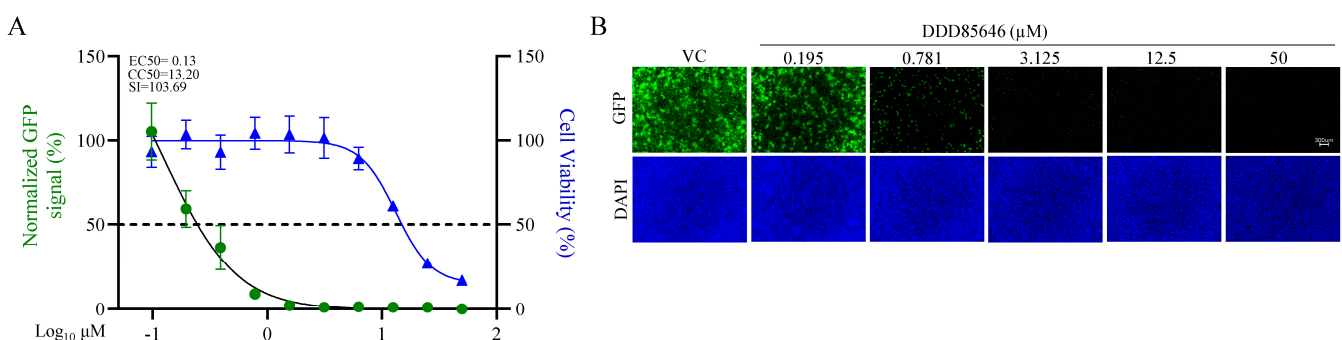 A
EC50= 0.13
CC50=13.20
SI=103.69
150
100
50
0
Normalized GFP
signal (%)
150
100
50
0
Cell Viability (%)
Log10 μM
-1
0
1
2
B
DDD85646 (μM)
VC
0.195
0.781
3.125
12.5
50
GFP
300um
DAPI